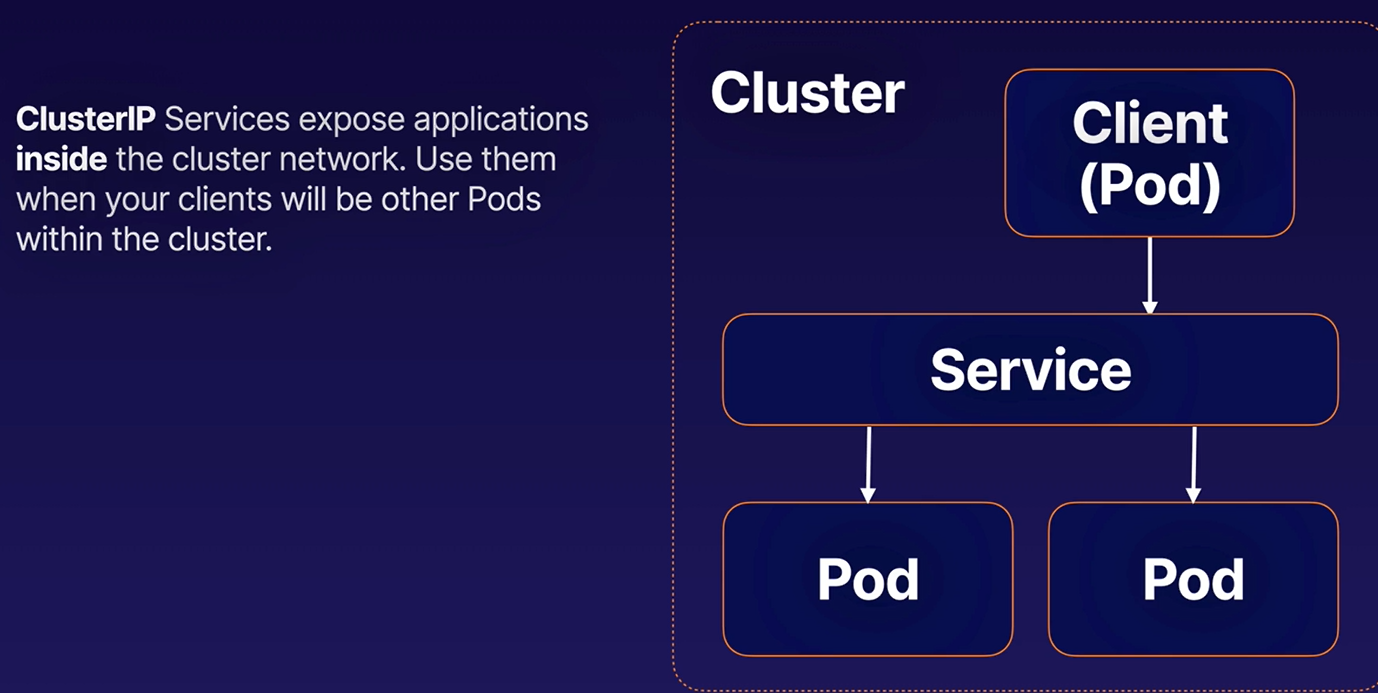 ClusterIP Services expose applications
inside the cluster network. Use them
when your clients will be other Pods
within the cluster.
Cluster
Client
(Pod)
Service
Pod
Pod